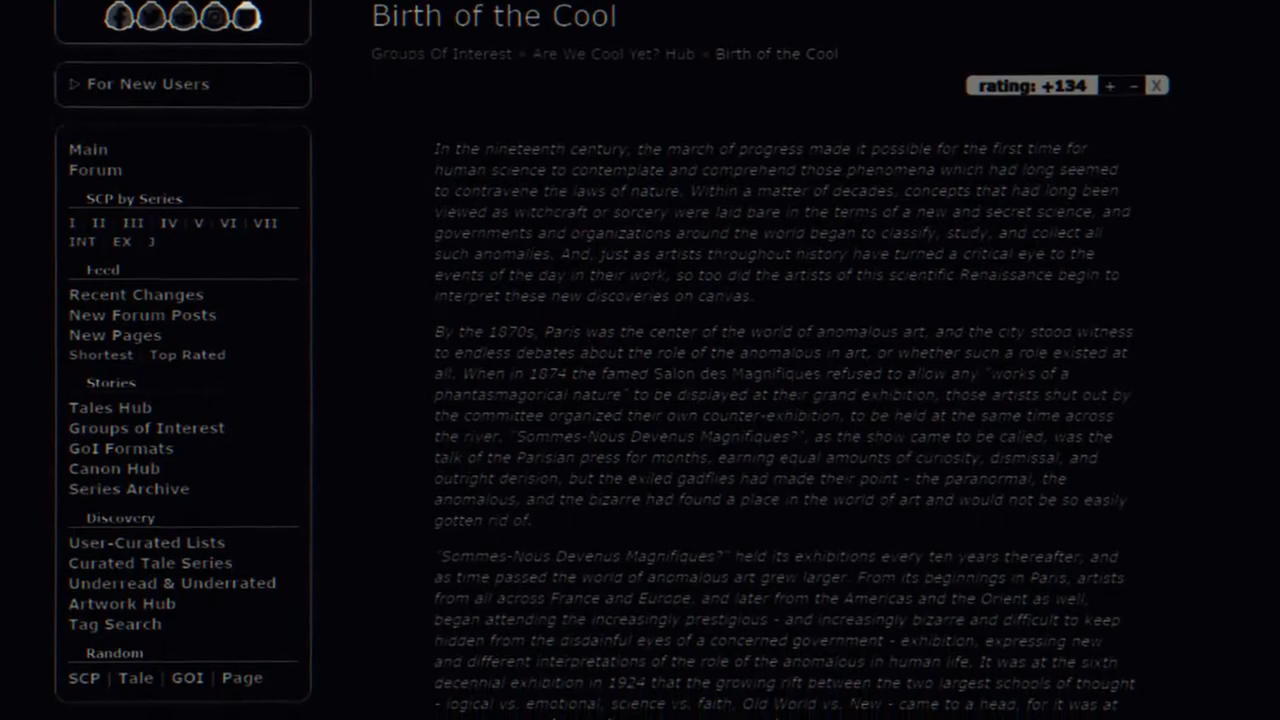 Birth of the Cool
Groups Of Interest » Are We Cool Yet? Hub » Birth of the Cool
rating: +134 + – X
▷ For New Users
Main
Forum
SCP by Series
I | II | III | IV | V | VI | VII
INT | EX | J
Feed
Recent Changes
New Forum Posts
New Pages
Shortest | Top Rated
Stories
Tales Hub
Groups of Interest
GoI Formats
Canon Hub
Series Archive
Discovery
User-Curated Lists
Curated Tale Series
Underread & Underrated
Artwork Hub
Tag Search
Random
SCP | Tale | GOI | Page
In the nineteenth century, the march of progress made it possible for the first time for
human science to contemplate and comprehend those phenomena which had long seemed
to contravene the laws of nature. Within a matter of decades, concepts that had long been
viewed as witchcraft or sorcery were laid bare in the terms of a new and secret science, and
governments and organizations around the world began to classify, study, and collect all
such anomalies. And, just as artists throughout history have turned a critical eye to the
events of the day in their work, so too did the artists of this scientific Renaissance begin to
interpret these new discoveries on canvas.
By the 1870s, Paris was the center of the world of anomalous art, and the city stood witness
to endless debates about the role of the anomalous in art, or whether such a role existed at
all. When in 1874 the famed Salon des Magnifiques refused to allow any "works of a
phantasmagorical nature" to be displayed at their grand exhibition, those artists shut out by
the committee organized their own counter-exhibition, to be held at the same time across
the river. "Sommes-Nous Devenus Magnifiques?", as the show came to be called, was the
talk of the Parisian press for months, earning equal amounts of curiosity, dismissal, and
outright derision, but the exiled gadflies had made their point - the paranormal, the
anomalous, and the bizarre had found a place in the world of art and would not be so easily
gotten rid of.
"Sommes-Nous Devenus Magnifiques?" held its exhibitions every ten years thereafter, and
as time passed the world of anomalous art grew larger. From its beginnings in Paris, artists
from all across France and Europe, and later from the Americas and the Orient as well,
began attending the increasingly prestigious - and increasingly bizarre and difficult to keep
hidden from the disdainful eyes of a concerned government - exhibition, expressing new
and different interpretations of the role of the anomalous in human life. It was at the sixth
decennial exhibition in 1924 that the growing rift between the two largest schools of thought
- logical vs. emotional, science vs. faith, Old World vs. New - came to a head, for it was at